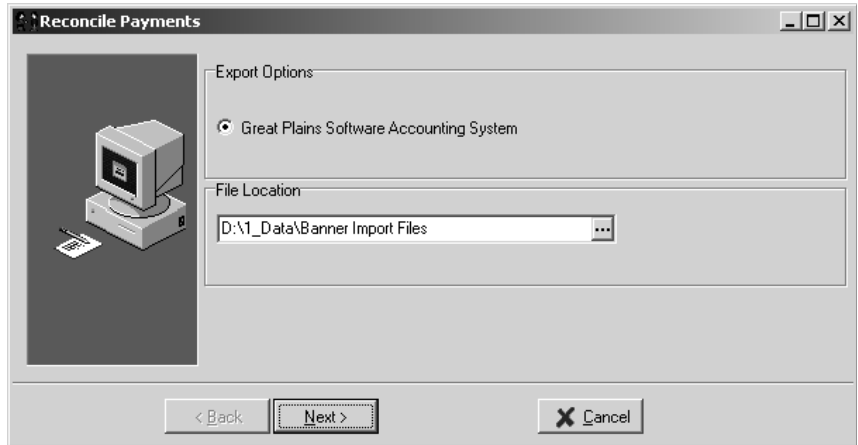 Reconcile Payments
Export Options
Great Plains Software Accounting System
File Location
D:\1_Data\Banner Import Files
...
< Back
Next >
Cancel